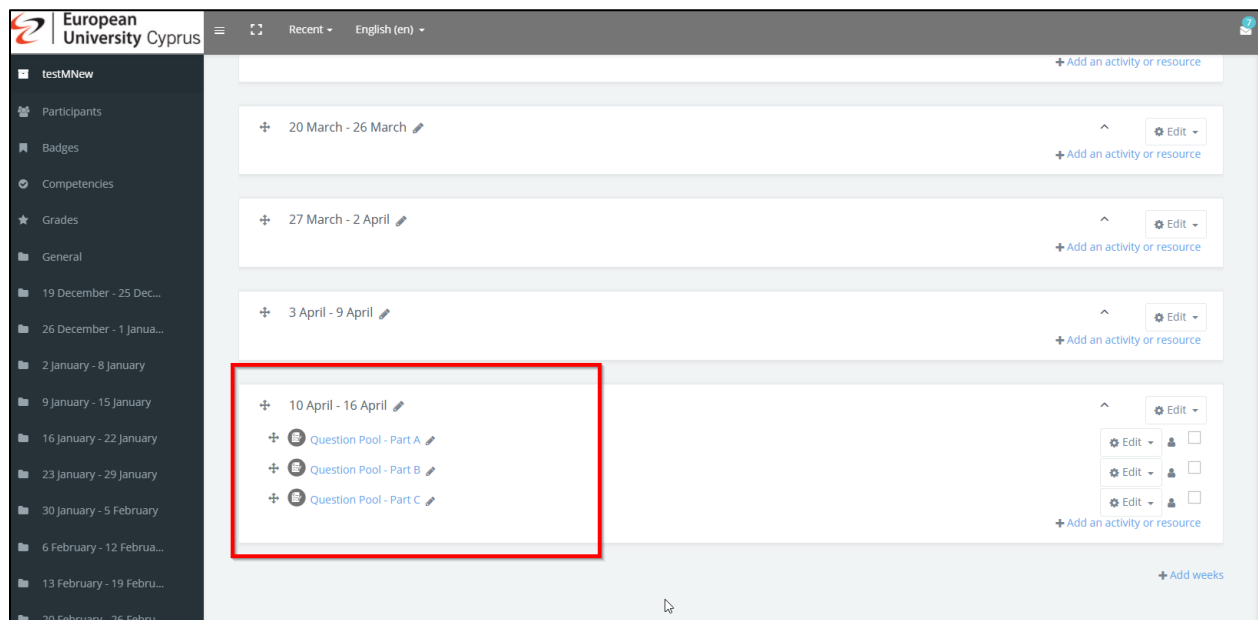 European
University Cyprus
Recent
English (en)
7
testMNew
Participants
Badges
Competencies
Grades
General
19 December - 25 Dec...
26 December - 1 Janua...
2 January - 8 January
9 January - 15 January
16 January - 22 January
23 January - 29 January
30 January - 5 February
6 February - 12 Februa...
13 February - 19 Febru...
20 February - 26 Febru...
+ Add an activity or resource
20 March - 26 March
Edit
+ Add an activity or resource
27 March - 2 April
Edit
+ Add an activity or resource
3 April - 9 April
Edit
+ Add an activity or resource
10 April - 16 April
Edit
Question Pool - Part A
Edit
Question Pool - Part B
Edit
Question Pool - Part C
Edit
+ Add an activity or resource
+ Add weeks